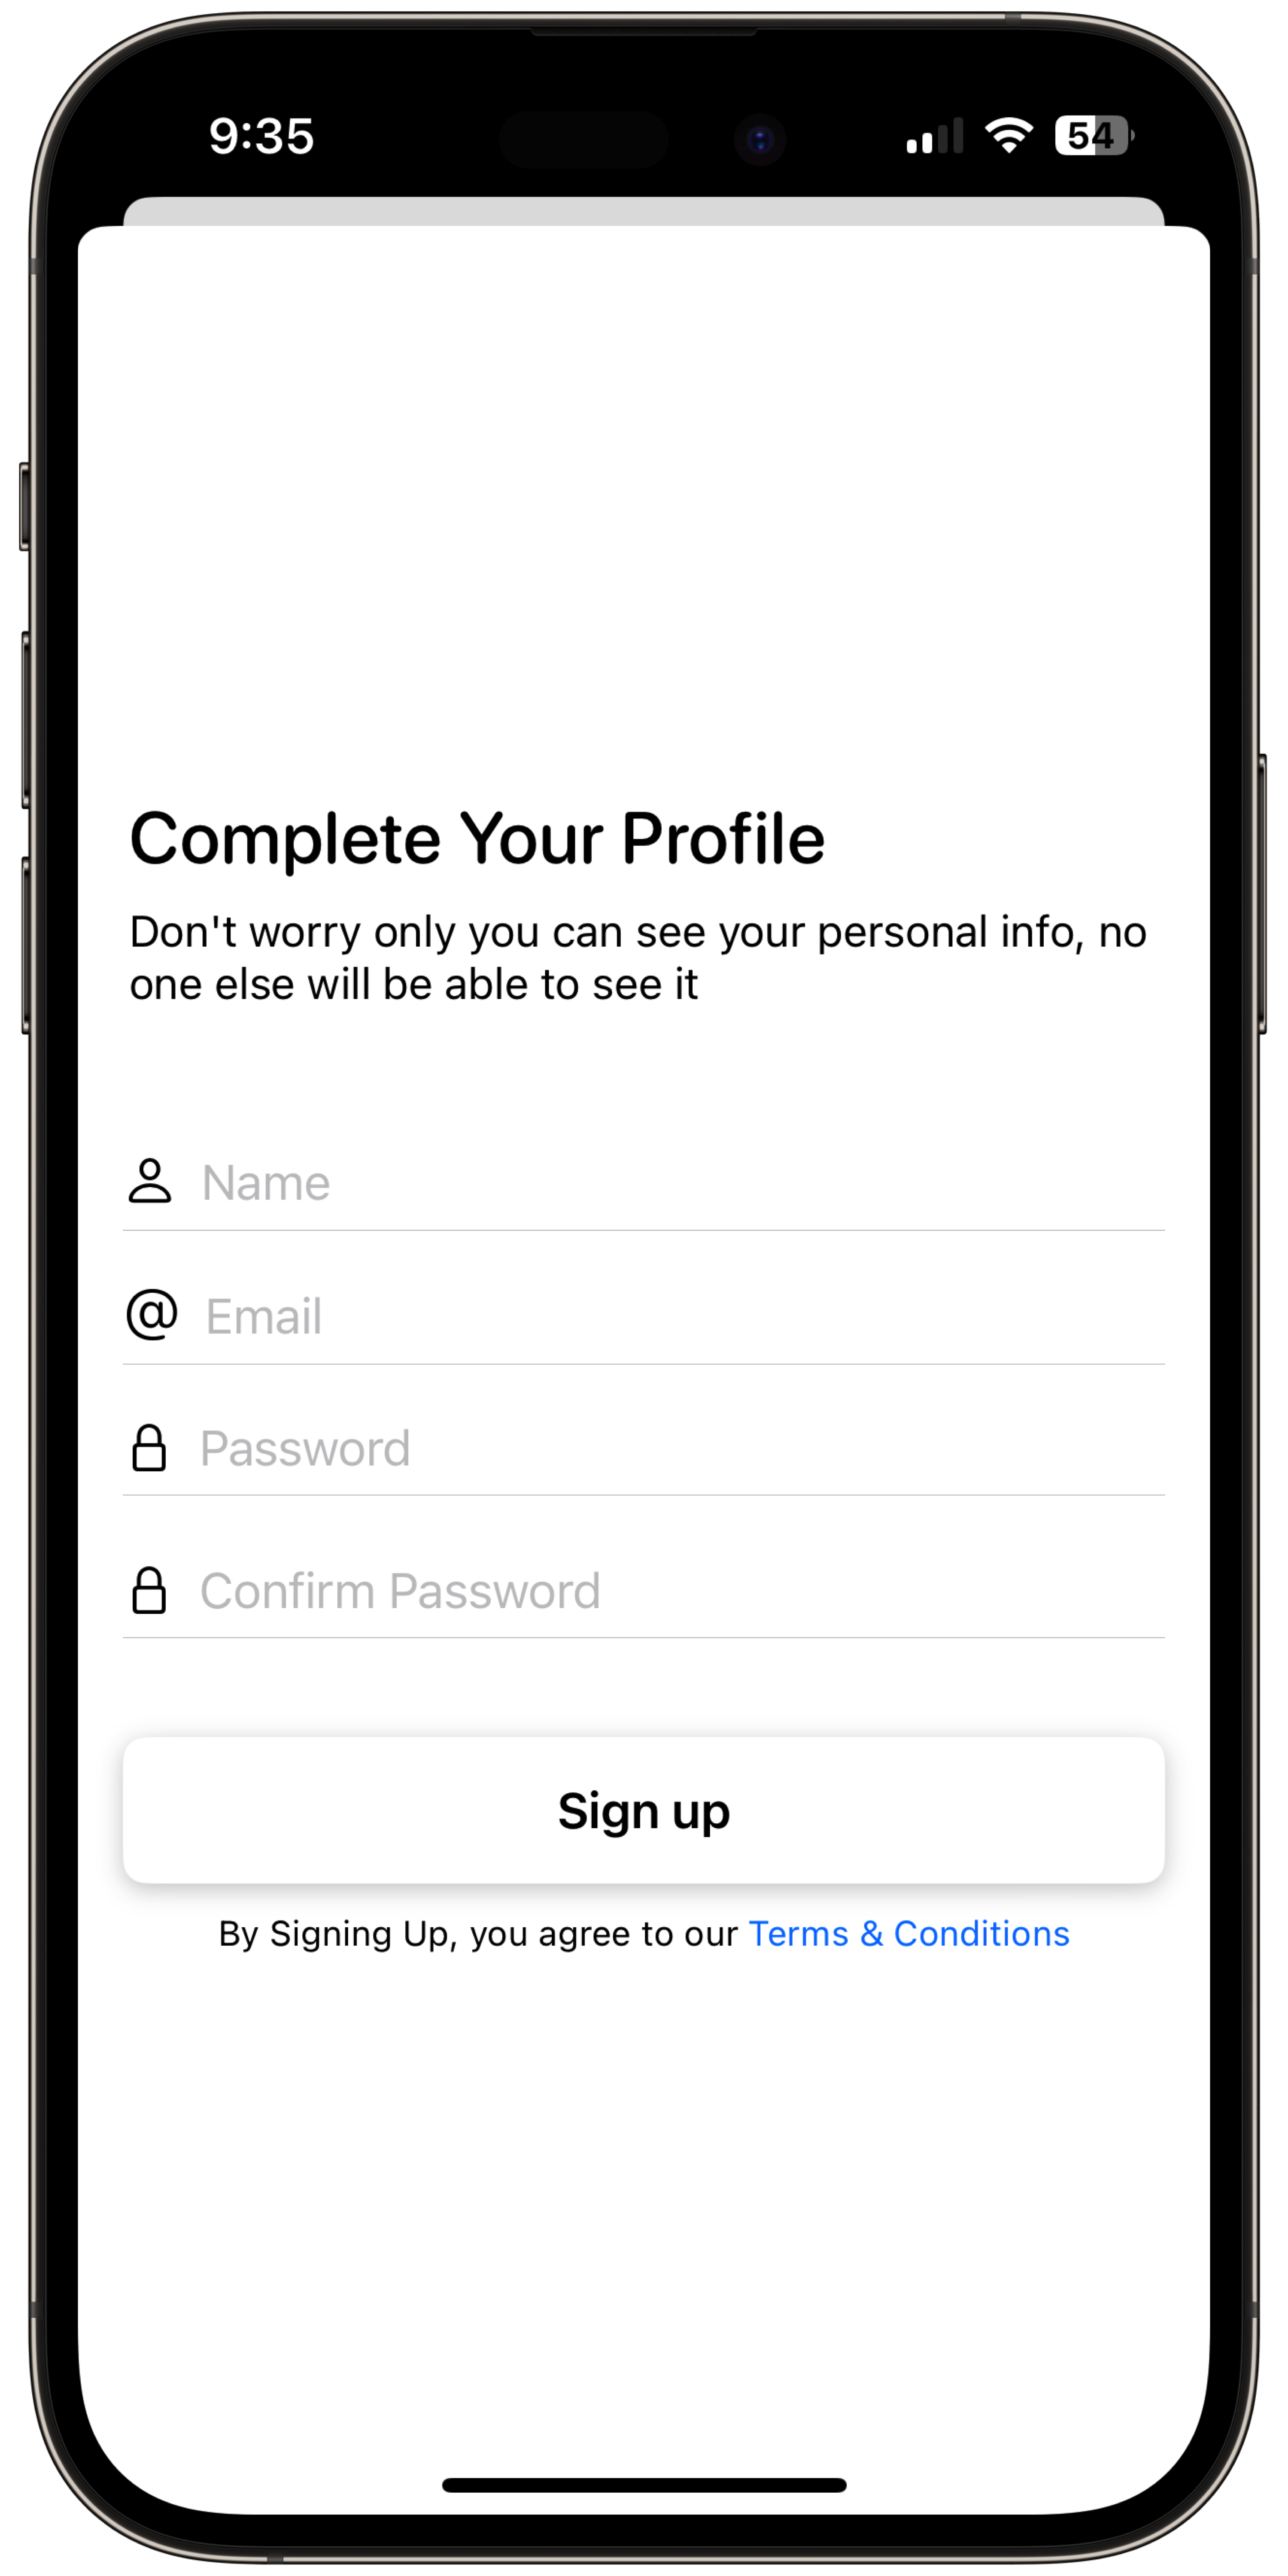 9:35
54
Complete Your Profile
Don't worry only you can see your personal info, no
one else will be able to see it
Name
@ Email
Password
Confirm Password
Sign up
By Signing Up, you agree to our Terms & Conditions